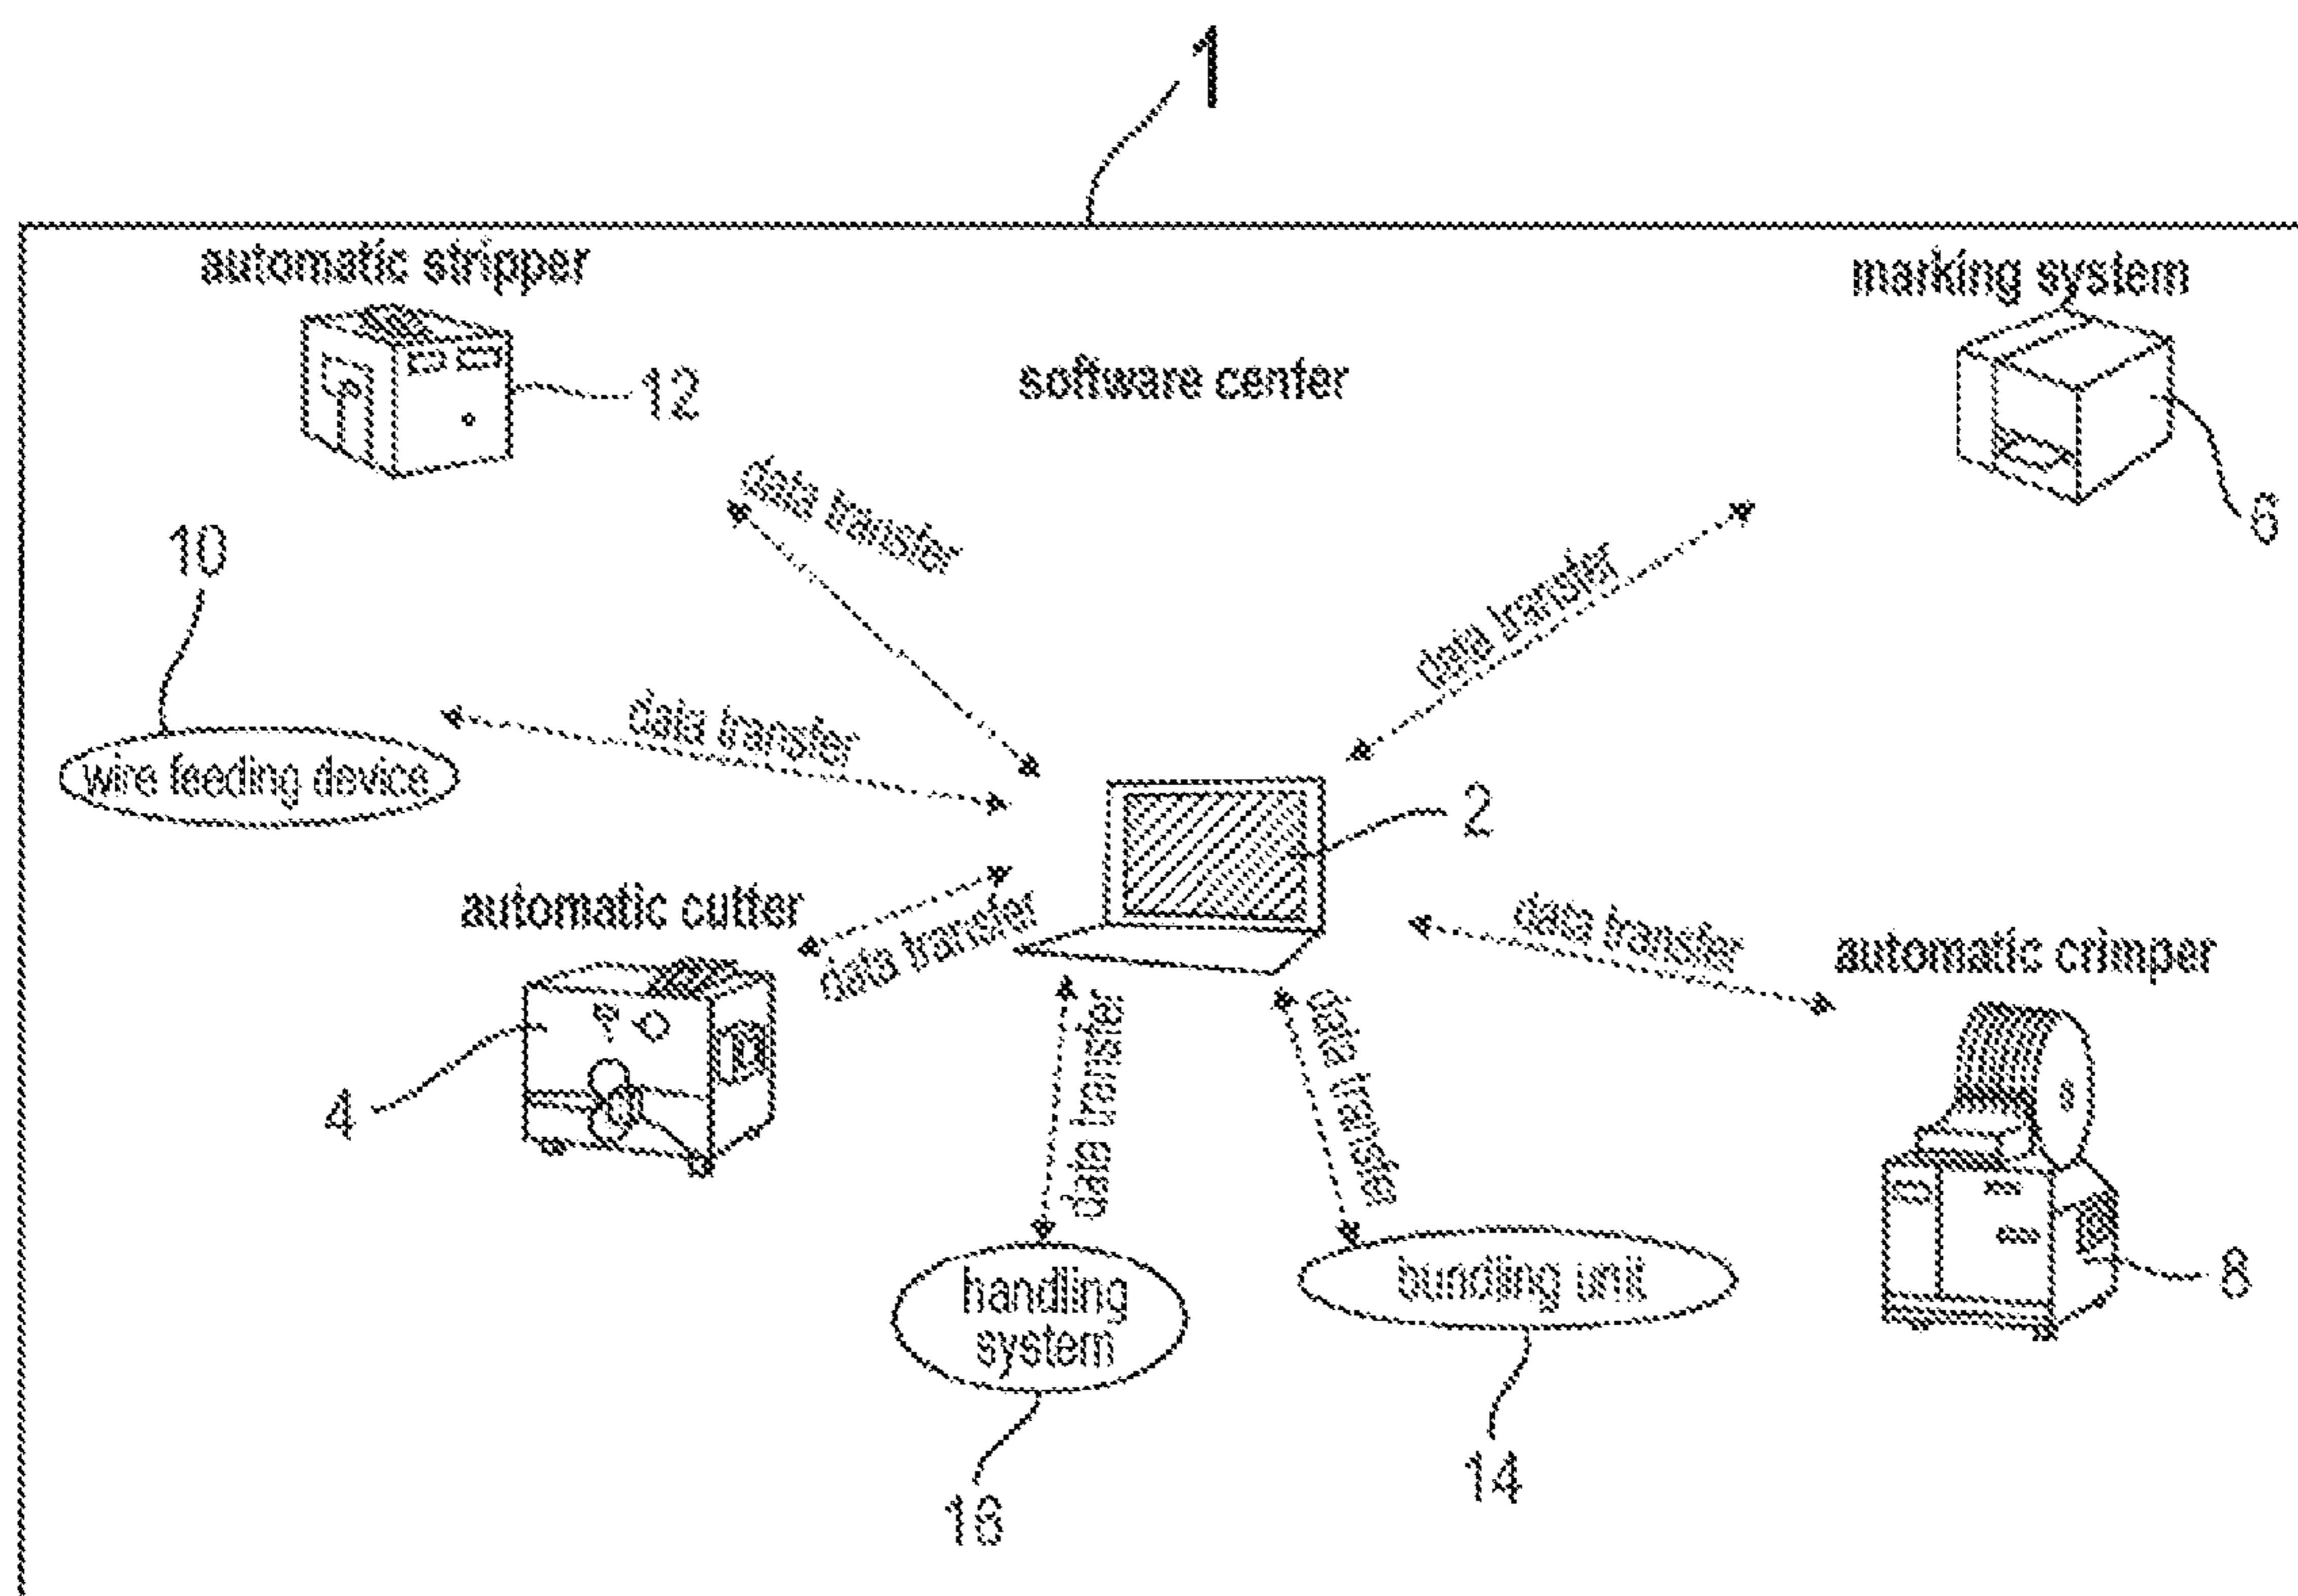 1
automatic stripper
marking system
software center
12
6
data transfer
10
data transfer
data transfer
wire feeding device
2
automatic cutter
data transfer
data transfer
automatic crimper
4
data transfer
data transfer
handling
system
bundling unit
8
16
14